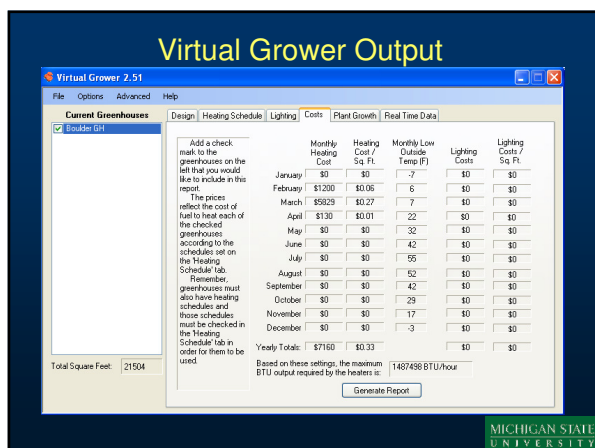 Virtual Grower Output
Virtual Grower 2.51
File Options Advanced Help
Current Greenhouses
Boulder GH
Total Square Feet: 21504
Design Heating Schedule Lighting Costs Plant Growth Real Time Data
Add a check
mark to the
greenhouses on the
left that you would
like to include in this
report.
The prices
reflect the cost of
fuel to heat each of
the checked
greenhouses
according to the
schedules set on
the 'Heating
Schedule' tab.
Remember,
greenhouses must
also have heating
schedules and
those schedules
must be checked in
the 'Heating
Schedule' tab in
order for them to be
used.
Monthly Heating Cost Heating Cost / Sq. Ft. Monthly Low Outside Temp (F) Lighting Costs Lighting Costs / Sq. Ft.
January $0 $0 -7 $0 $0
February $1200 $0.06 6 $0 $0
March $5829 $0.27 7 $0 $0
April $130 $0.01 22 $0 $0
May $0 $0 32 $0 $0
June $0 $0 42 $0 $0
July $0 $0 55 $0 $0
August $0 $0 52 $0 $0
September $0 $0 42 $0 $0
October $0 $0 29 $0 $0
November $0 $0 17 $0 $0
December $0 $0 -3 $0 $0
Yearly Totals: $7160 $0.33 $0 $0
Based on these settings, the maximum
BTU output required by the heaters is: 1487498 BTU/hour
Generate Report
MICHIGAN STATE
UNIVERSITY